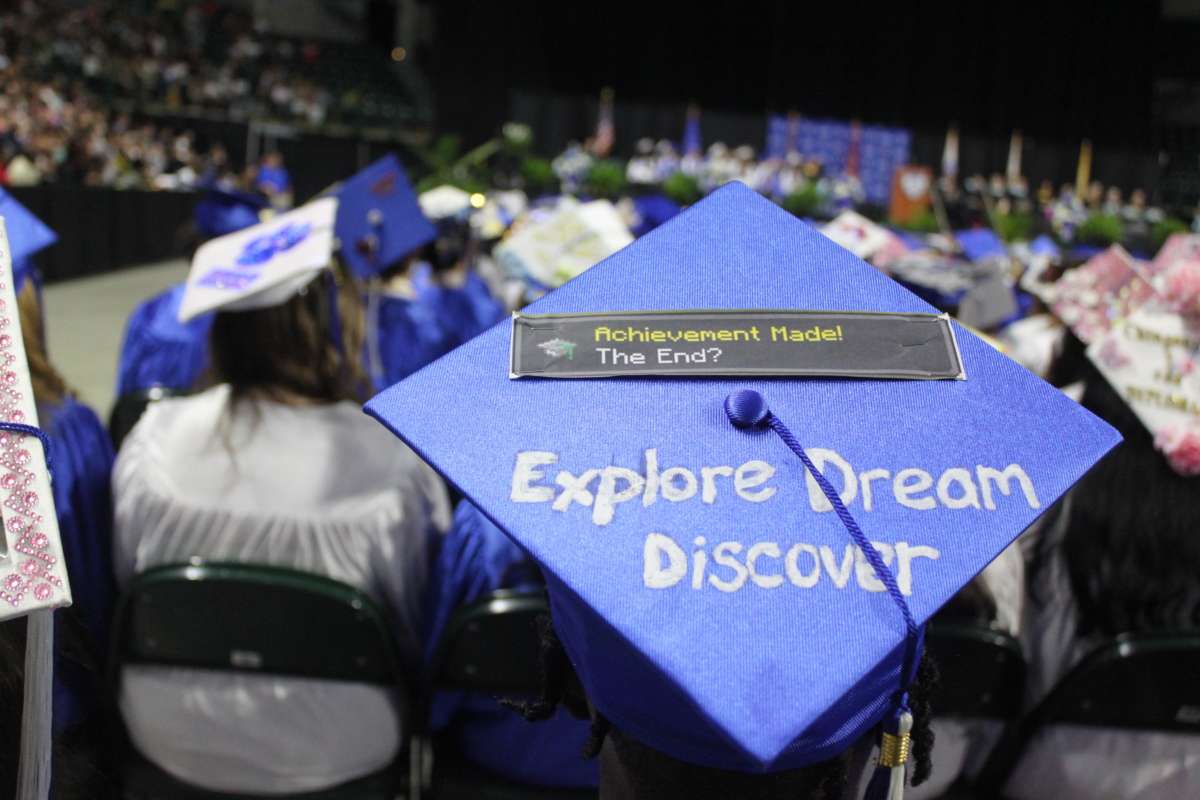 Achievement Made!
The End?
Explore Dream
Discover